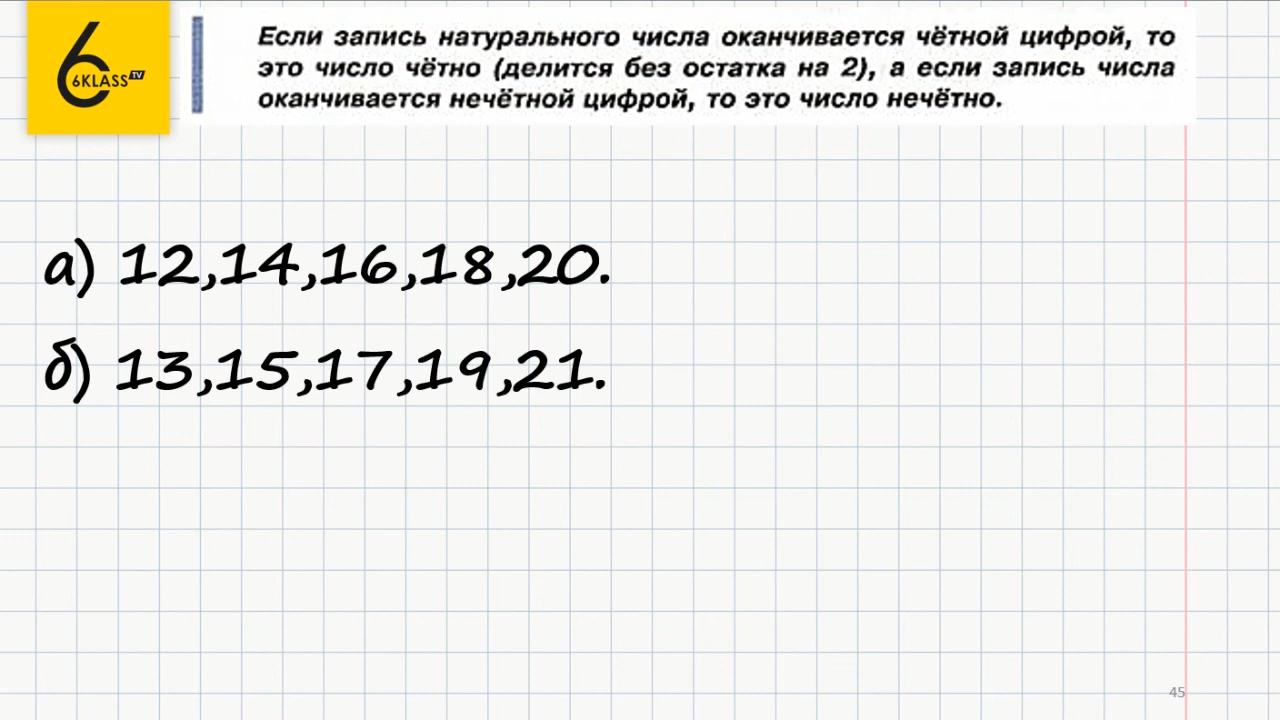 6
6KLASS TV
Если запись натурального числа оканчивается чётной цифрой, то
это число чётно (делится без остатка на 2), а если запись числа
оканчивается нечётной цифрой, то это число нечётно.
а) 12,14,16,18,20.
б) 13,15,17,19,21.
45